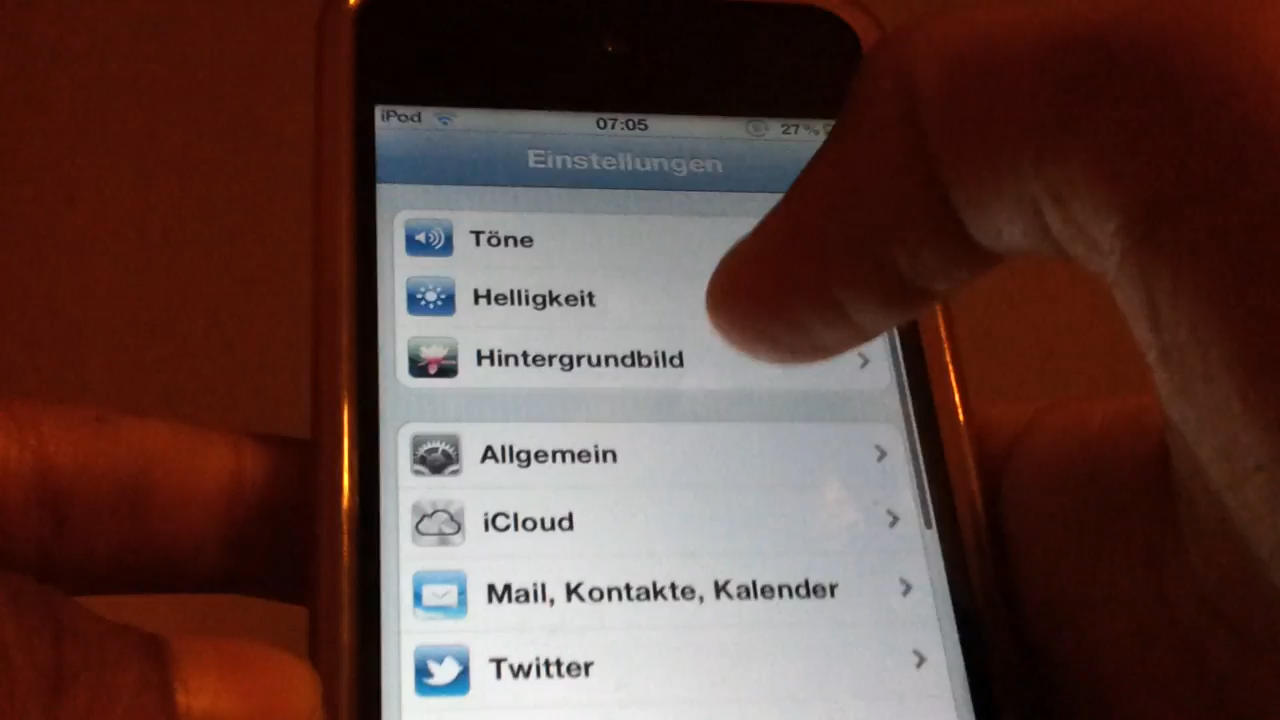 iPod 07:05 27%
Einstellungen
Töne
Helligkeit
Hintergrundbild
Allgemein
iCloud
Mail, Kontakte, Kalender
Twitter